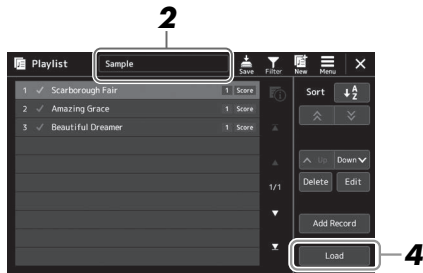 2
Playlist Sample Save Filter New Menu
1 Scarborough Fair 1 Score
2 Amazing Grace 1 Score
3 Beautiful Dreamer 1 Score
Sort A Z
Up Down
1/1
Delete Edit
Add Record
Load
4